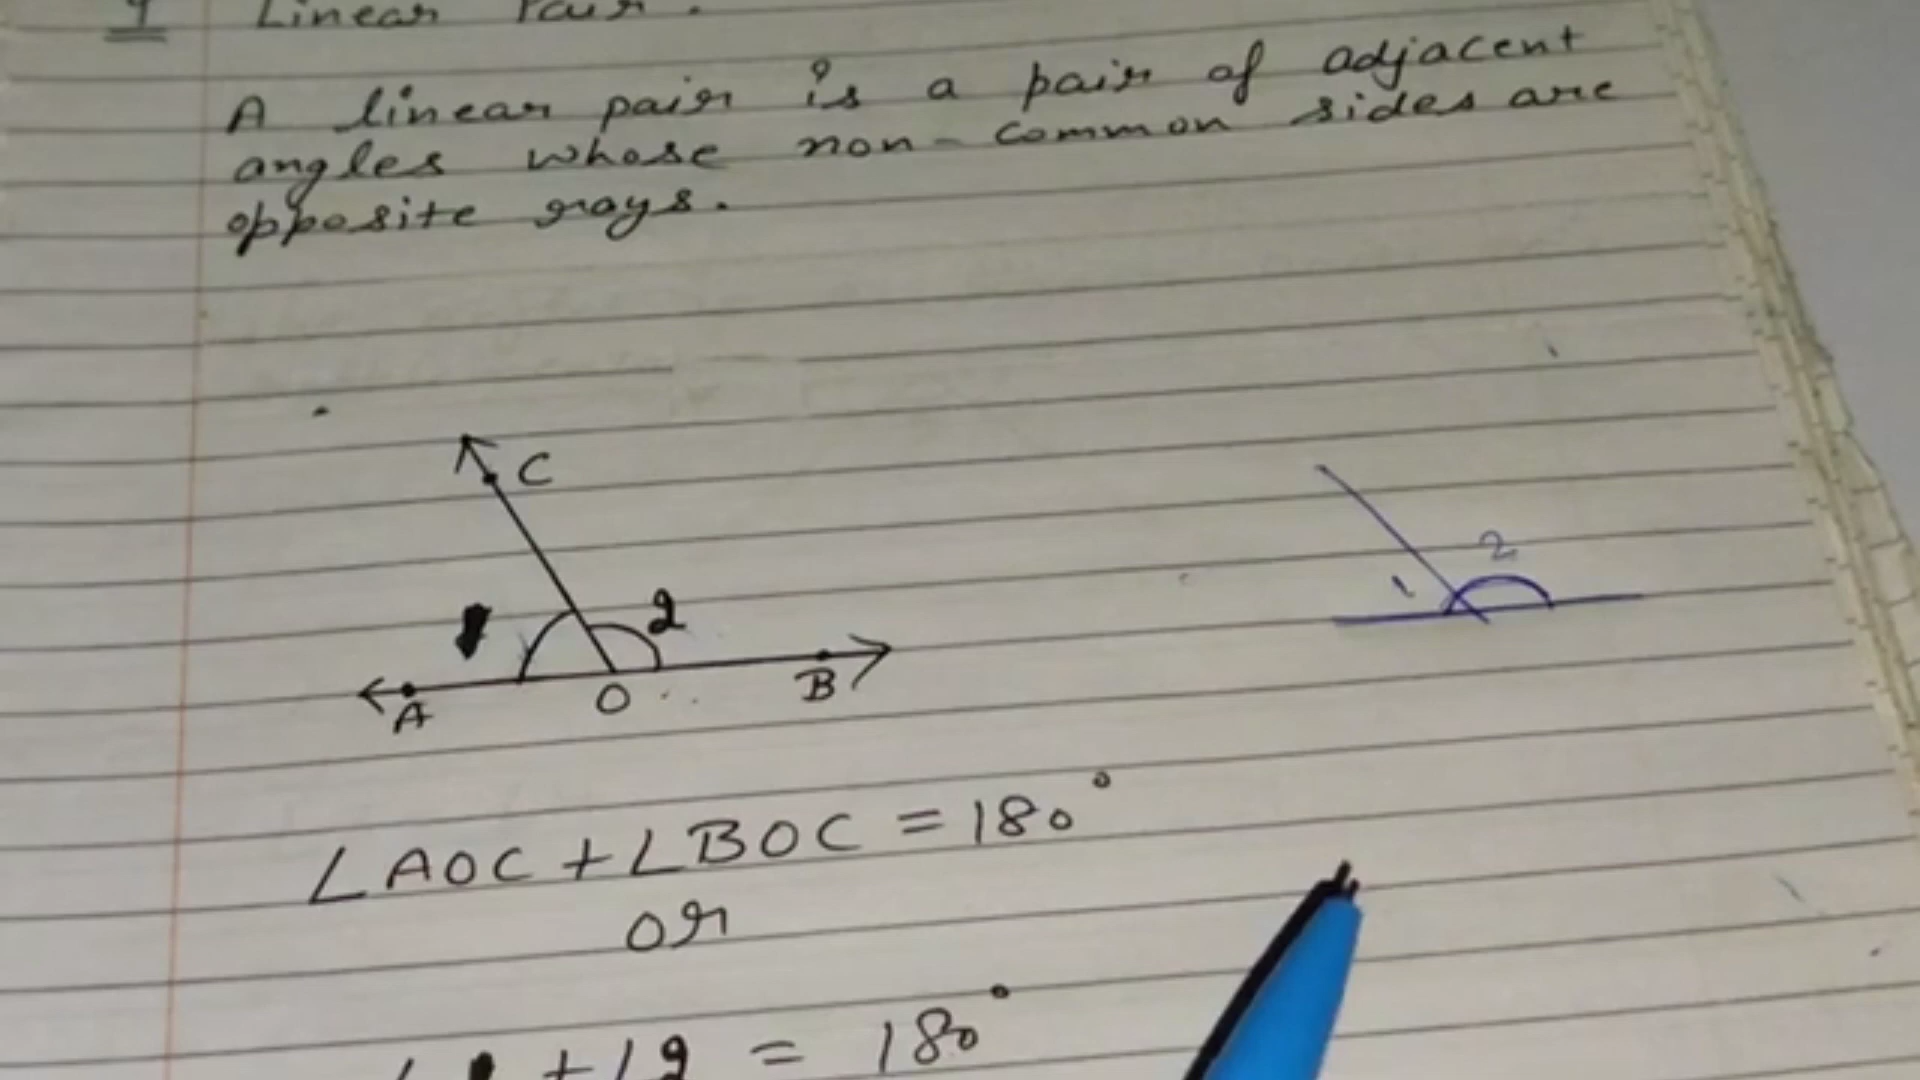 Linear Pair.
A linear pair is a pair of adjacent
angles whose non-common sides are
opposite rays.
C
2
2
1
A
O
B
∠AOC + ∠BOC = 180°
or
+ ∠2 = 180°